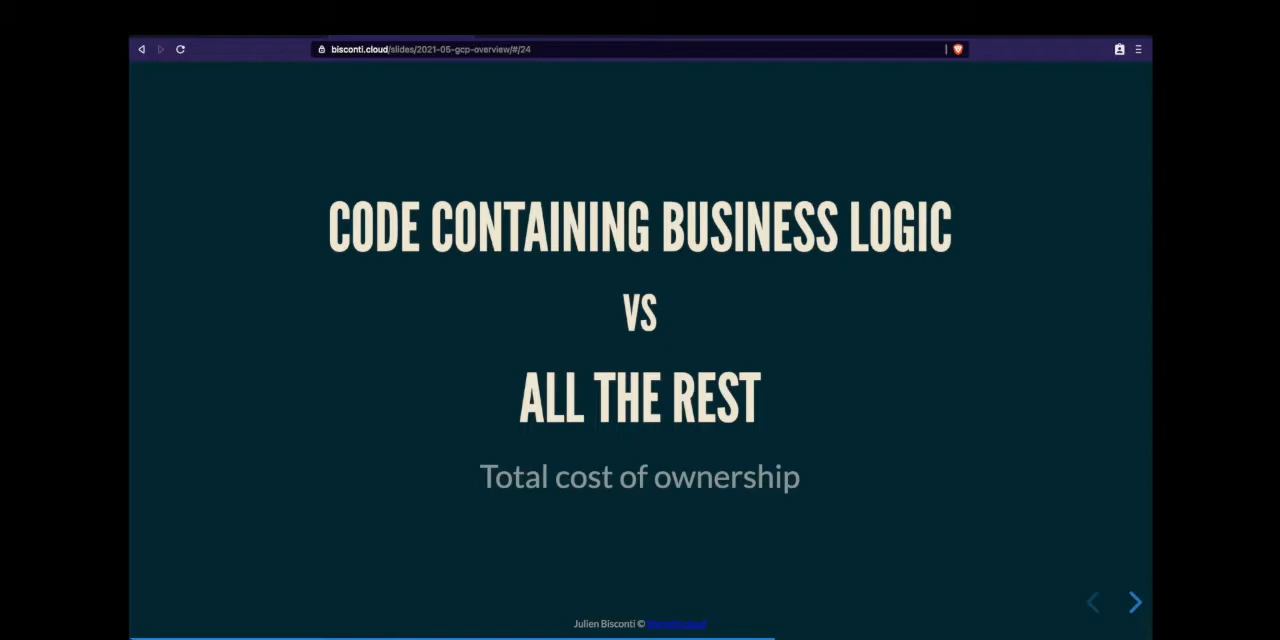 bisconti.cloud/slides/2021-05-gcp-overview/#/24
CODE CONTAINING BUSINESS LOGIC
VS
ALL THE REST
Total cost of ownership
Julien Bisconti ©